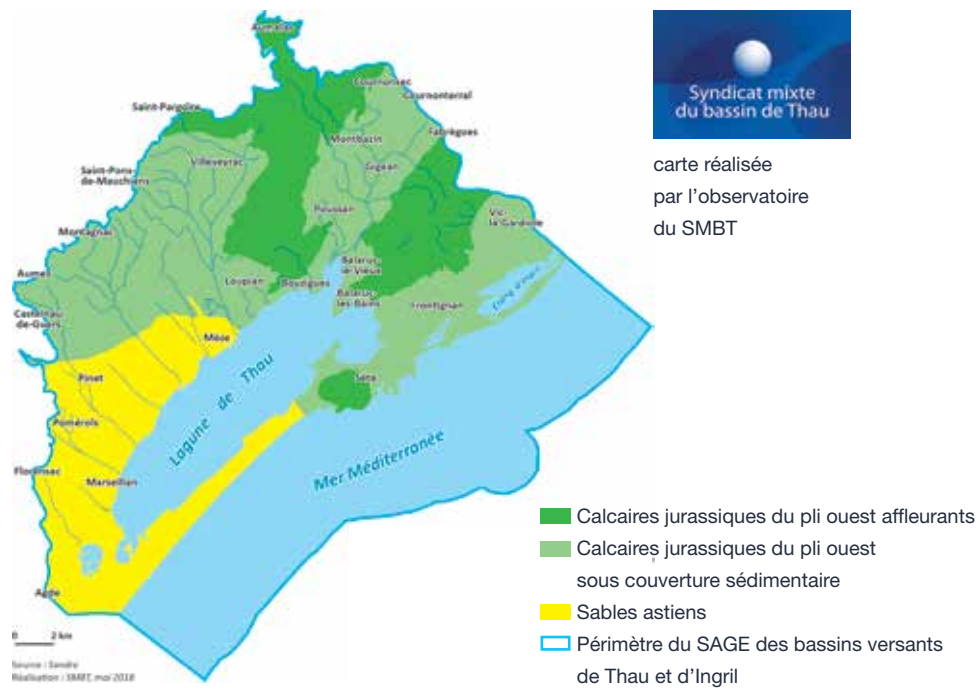 Aumelas
Cournonsec
Cournonterral
Saint-Pargoire
Fabrègues
Montbazin
Villeveyrac
Gigean
Saint-Pons-
de-Mauchiens
Poussan
Vic-
la-Gardiole
Montagnac
Balaruc-
le-Vieux
Aumes
Loupian
Bouzigues
Balaruc-
les-Bains
Frontignan
Étang d'Ingril
Castelnau
de-Guers
Mèze
Pinet
Sète
Lagune de Thau
Pomérols
Mer Méditerranée
Florensac
Marseillan
Agde
0 2 km
Source : Sandre
Réalisation : SMBT, mai 2018
Syndicat mixte
du bassin de Thau
carte réalisée
par l'observatoire
du SMBT
Calcaires jurassiques du pli ouest affleurants
Calcaires jurassiques du pli ouest
sous couverture sédimentaire
Sables astiens
Périmètre du SAGE des bassins versants
de Thau et d'Ingril